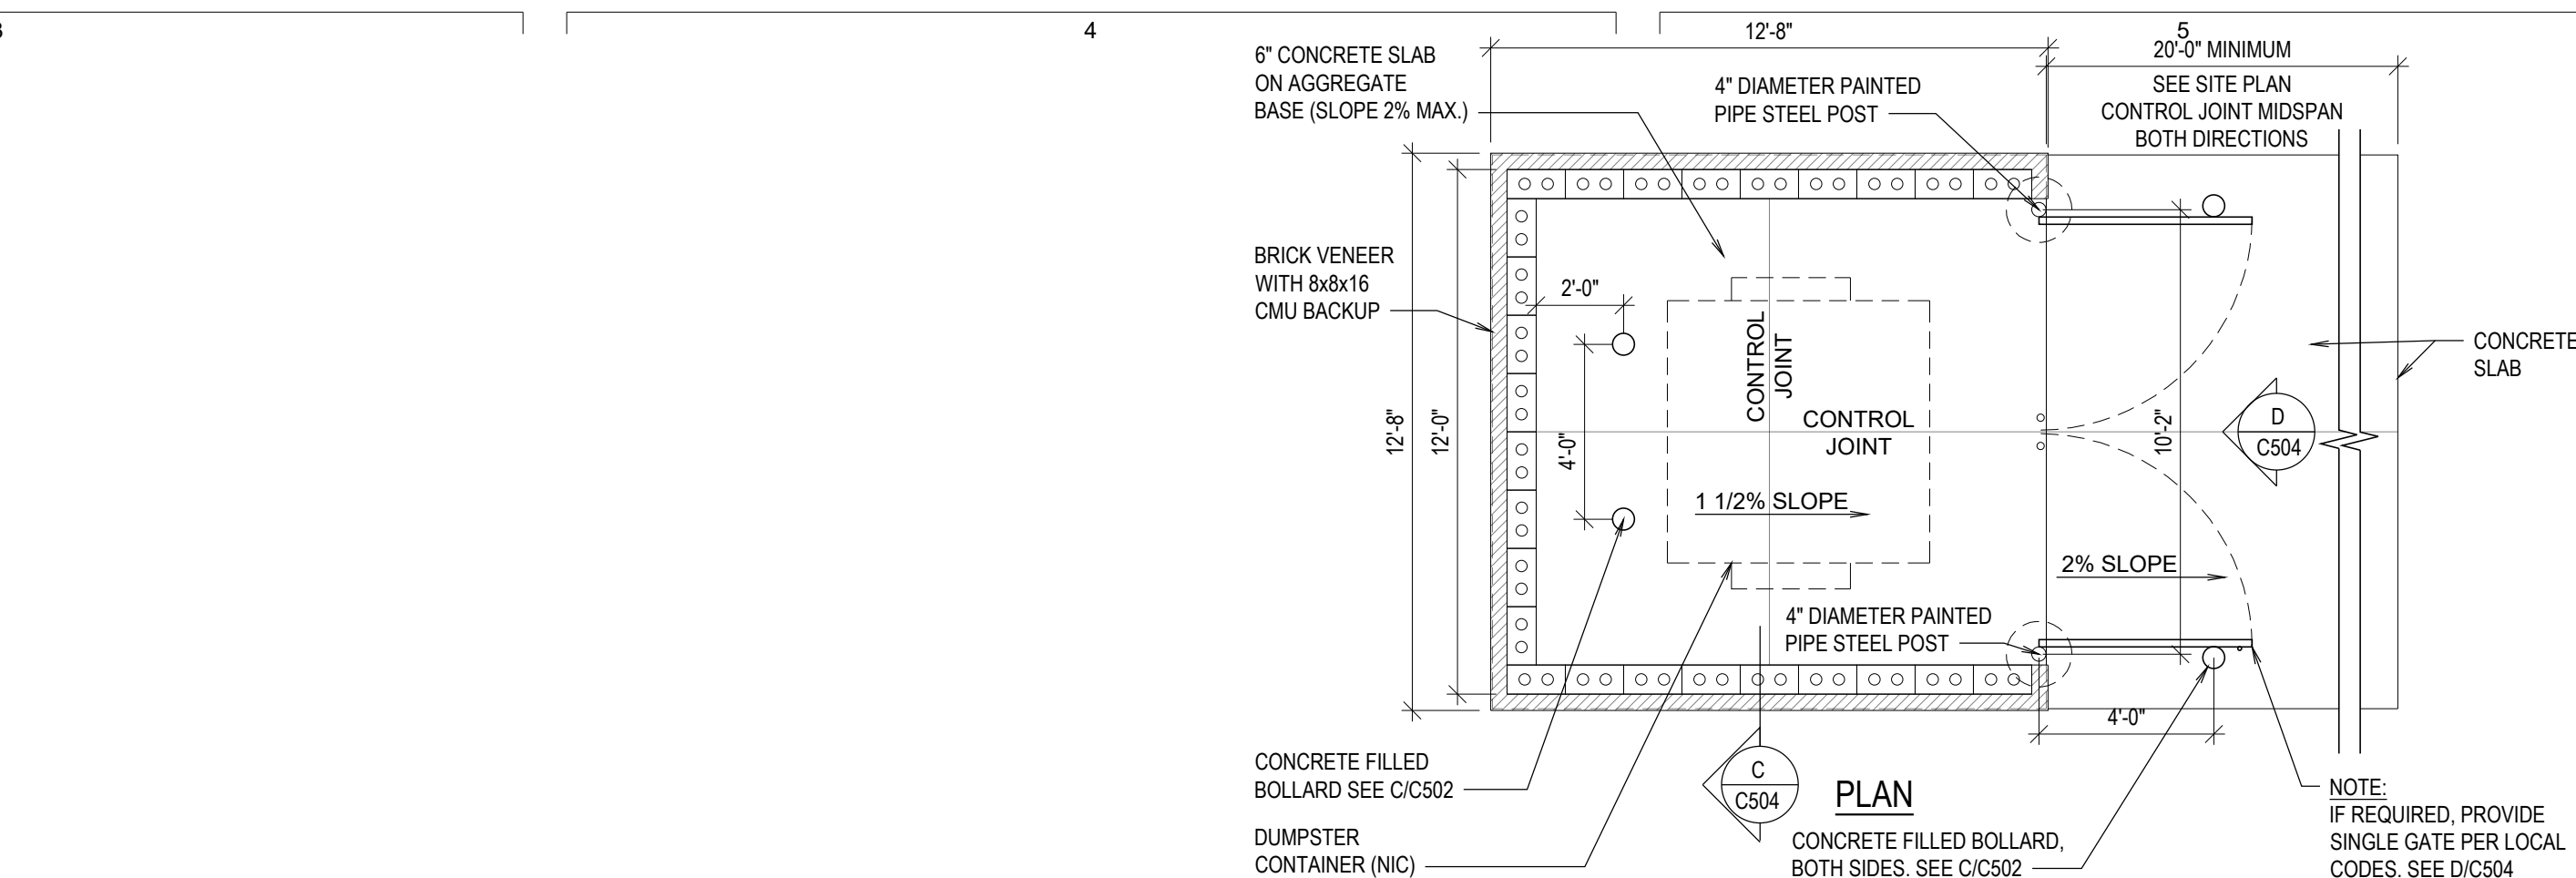 4
5
12'-8"
20'-0" MINIMUM
SEE SITE PLAN
CONTROL JOINT MIDSPAN
BOTH DIRECTIONS
6" CONCRETE SLAB
ON AGGREGATE
BASE (SLOPE 2% MAX.)
4" DIAMETER PAINTED
PIPE STEEL POST
BRICK VENEER
WITH 8x8x16
CMU BACKUP
2'-0"
CONTROL
JOINT
CONTROL
JOINT
CONCRETE
SLAB
12'-8"
12'-0"
4'-0"
10'-2"
D
C504
1 1/2% SLOPE
2% SLOPE
4" DIAMETER PAINTED
PIPE STEEL POST
4'-0"
CONCRETE FILLED
BOLLARD SEE C/C502
C
C504
PLAN
DUMPSTER
CONTAINER (NIC)
CONCRETE FILLED BOLLARD,
BOTH SIDES. SEE C/C502
NOTE:
IF REQUIRED, PROVIDE
SINGLE GATE PER LOCAL
CODES. SEE D/C504